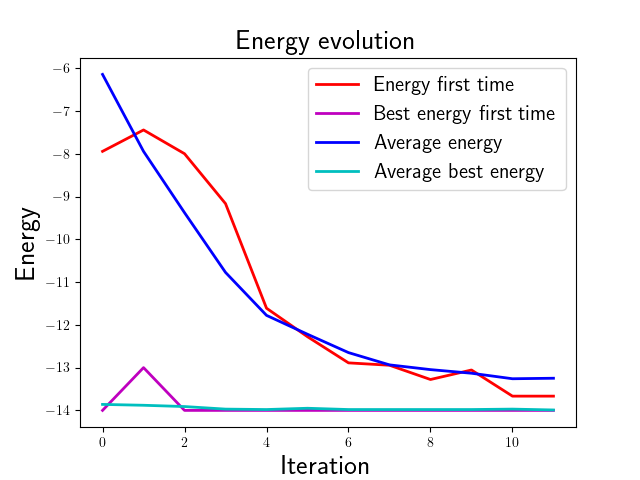 Energy evolution
Energy first time
Best energy first time
Average energy
Average best energy
Energy
−6
−7
−8
−9
−10
−11
−12
−13
−14
0 2 4 6 8 10
Iteration